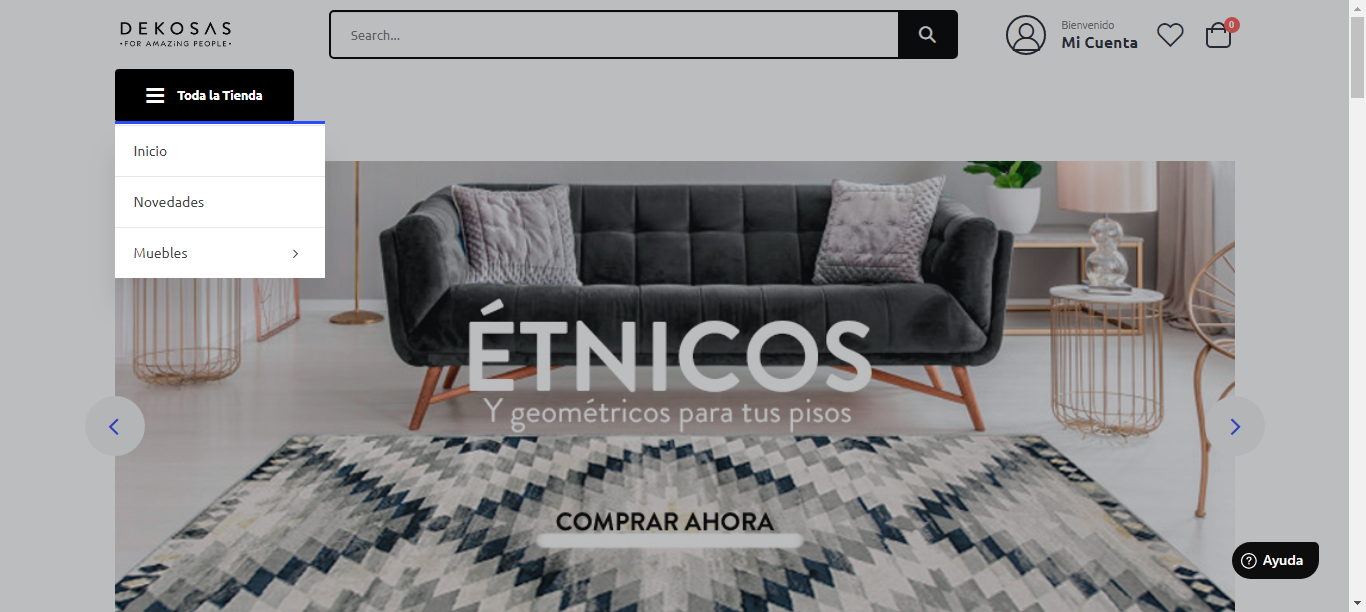 DEKOSAS
•FOR AMAZING PEOPLE•
Search...
Bienvenido
Mi Cuenta
0
Toda la Tienda
Inicio
Novedades
Muebles
ÉTNICOS
Y geométricos para tus pisos
COMPRAR AHORA
Ayuda